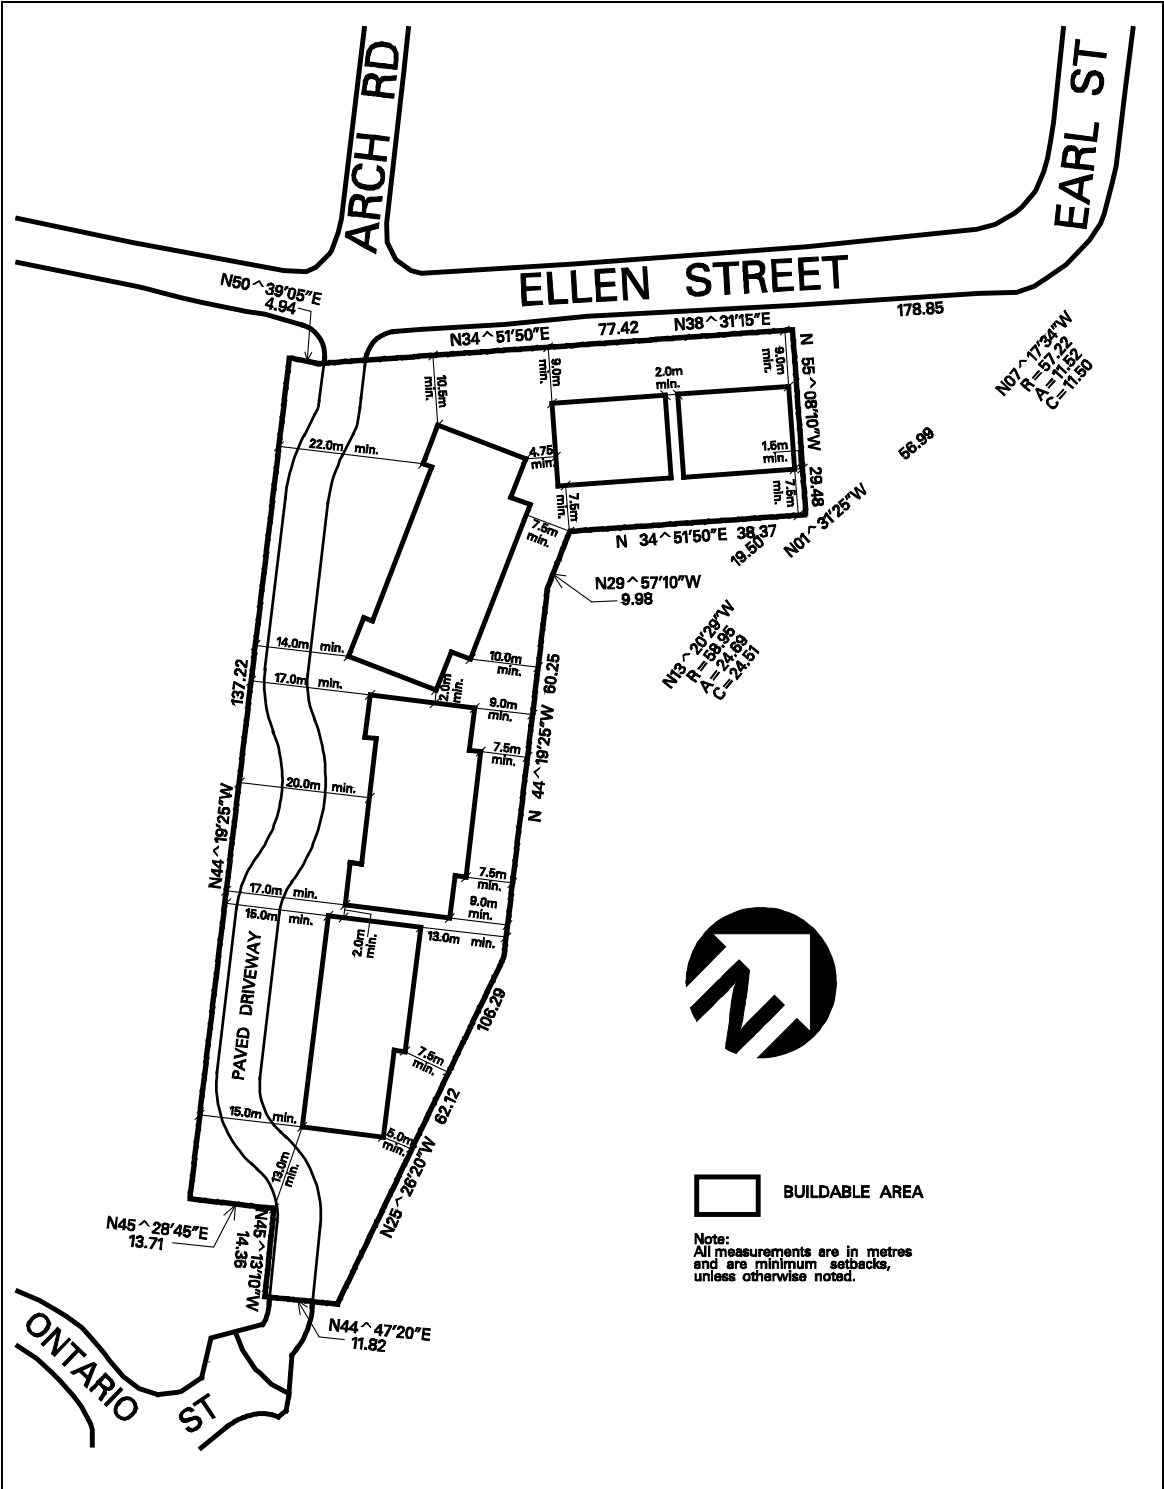 ARCH RD
EARL ST
ELLEN STREET
N50^39'05"E
4.94
N34^51'50"E
77.42
N38^31'15"E
178.85
N 55^08'10"W 29.48
N07^17'34"W
R=57.22
A=11.52
C=11.50
56.99
N01^31'25"W
19.50
N 34^51'50"E 38.37
N29^57'10"W
9.98
N13^20'29"W
R=58.95
A=24.69
C=24.51
10.5m
min.
9.0m
min.
2.0m
min.
9.0m
min.
22.0m min.
4.75
min.
1.5m
min.
7.5m
min.
7.5m
min.
7.5m
min.
14.0m min.
10.0m
min.
17.0m min.
2.0m
min.
9.0m
min.
7.5m
min.
137.22
N44^19'25"W
N 44^19'25"W 60.25
20.0m min.
7.5m
min.
17.0m min.
9.0m
min.
15.0m min.
2.0m
min.
13.0m min.
PAVED DRIVEWAY
106.29
7.5m
min.
62.12
N25^26'20"W
15.0m min.
5.0m
min.
13.0m
min.
N45^28'45"E
13.71
N45^13'10"W
14.36
N44^47'20"E
11.82
ONTARIO
ST
N
BUILDABLE AREA
Note:
All measurements are in metres
and are minimum setbacks,
unless otherwise noted.